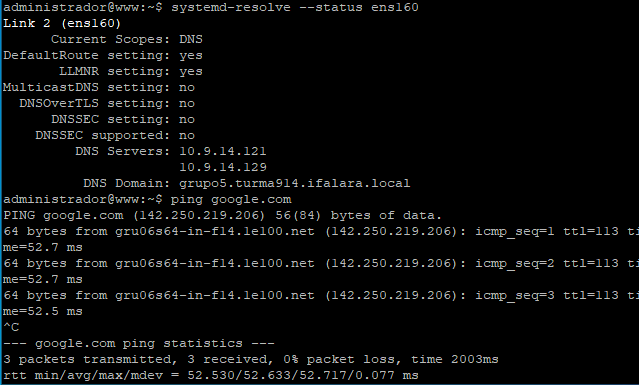 administrador@www:~$ systemd-resolve --status ens160
Link 2 (ens160)
Current Scopes: DNS
DefaultRoute setting: yes
LLMNR setting: yes
MulticastDNS setting: no
DNSOverTLS setting: no
DNSSEC setting: no
DNSSEC supported: no
DNS Servers: 10.9.14.121
10.9.14.129
DNS Domain: grupo5.turma914.ifalara.local
administrador@www:~$ ping google.com
PING google.com (142.250.219.206) 56(84) bytes of data.
64 bytes from gru06s64-in-f14.1e100.net (142.250.219.206): icmp_seq=1 ttl=113 ti
me=52.7 ms
64 bytes from gru06s64-in-f14.1e100.net (142.250.219.206): icmp_seq=2 ttl=113 ti
me=52.7 ms
64 bytes from gru06s64-in-f14.1e100.net (142.250.219.206): icmp_seq=3 ttl=113 ti
me=52.5 ms
^C
--- google.com ping statistics ---
3 packets transmitted, 3 received, 0% packet loss, time 2003ms
rtt min/avg/max/mdev = 52.530/52.633/52.717/0.077 ms